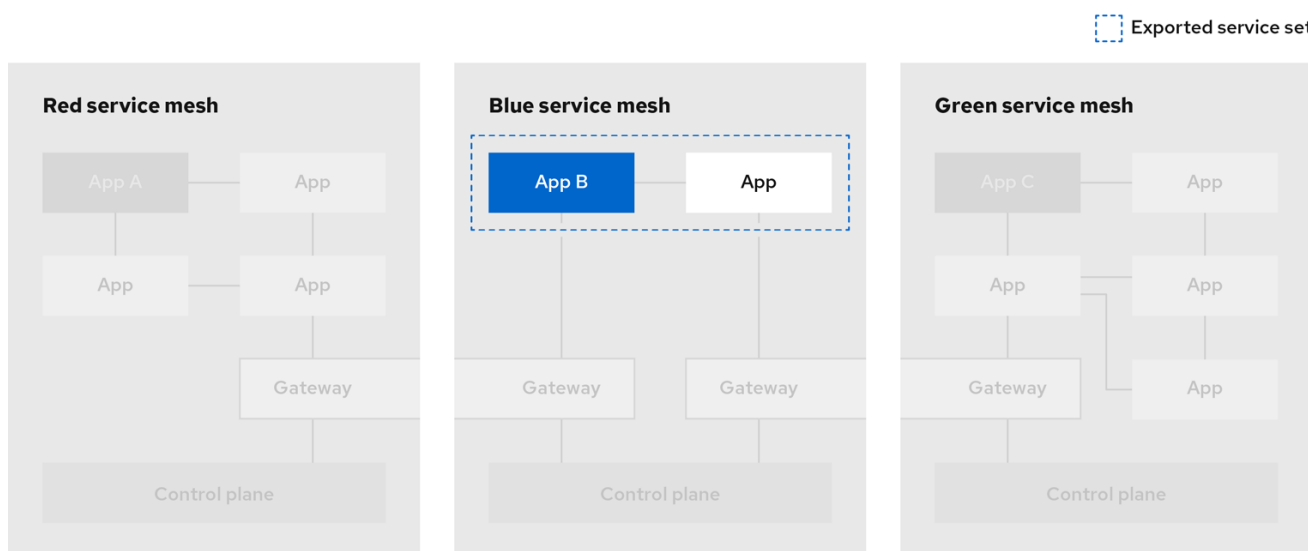 Exported service set
Red service mesh
App A
App
App
App
Gateway
Control plane
Blue service mesh
App B
App
Gateway
Gateway
Control plane
Green service mesh
App C
App
App
App
Gateway
App
Control plane